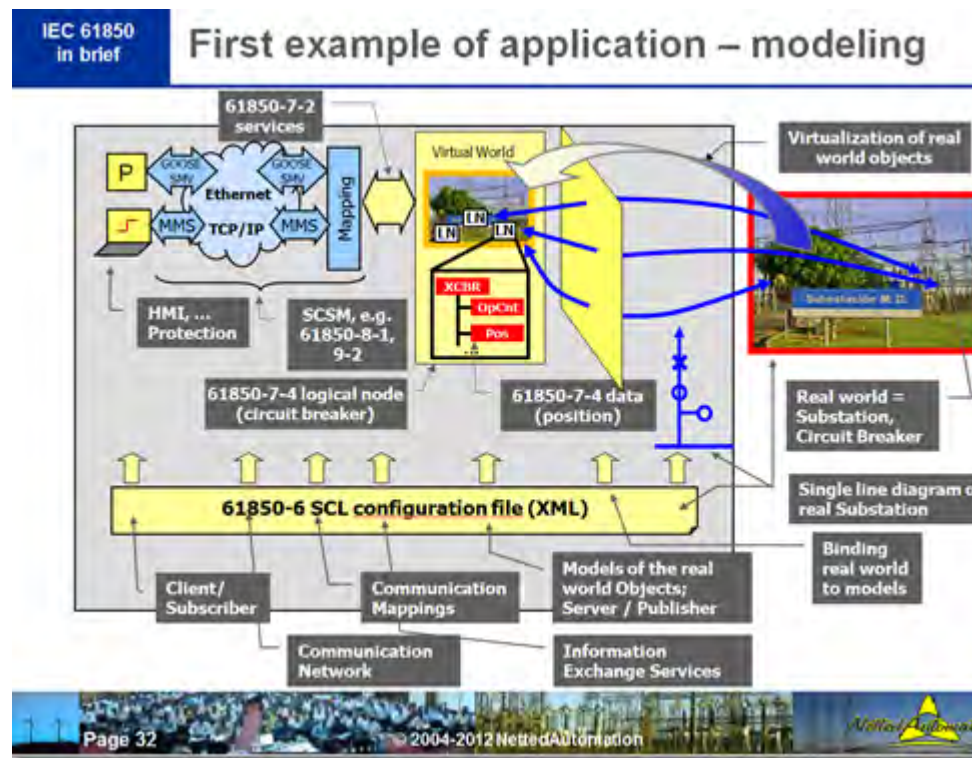 IEC 61850
in brief
First example of application – modeling
61850-7-2
services
Virtualization of real
world objects
Virtual World
P
GOOSE
SMV
GOOSE
SMV
Ethernet
MMS
TCP/IP
MMS
Mapping
LN
LN
LN
XCBR
OpCnt
Pos
...
Subestación M. D.
HMI, ...
Protection
SCSM, e.g.
61850-8-1,
9-2
61850-7-4 logical node
(circuit breaker)
61850-7-4 data
(position)
Real world =
Substation,
Circuit Breaker
61850-6 SCL configuration file (XML)
Single line diagram o
real Substation
Client/
Subscriber
Communication
Mappings
Models of the real
world Objects;
Server / Publisher
Binding
real world
to models
Communication
Network
Information
Exchange Services
Page 32
© 2004-2012 NettedAutomation
NettedAutomation